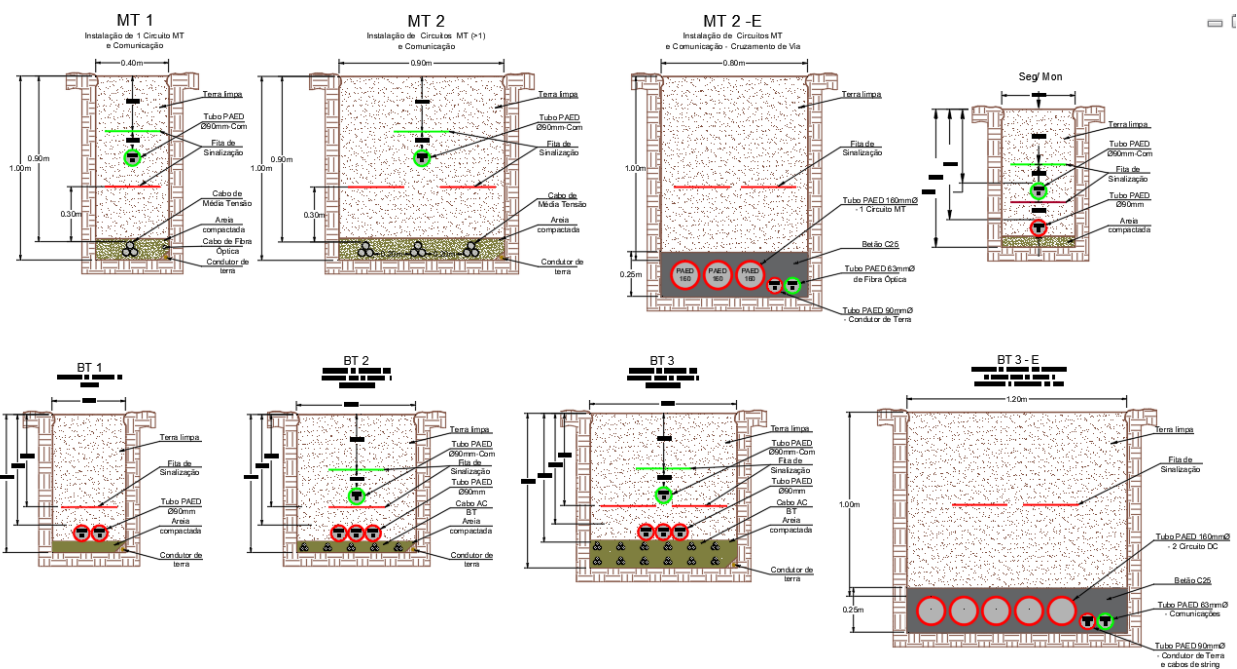 MT 1
Instalação de 1 Circuito MT
e Comunicação
0.40m
Terra limpa
Tubo PAED
Ø90mm-Com
Fita de
Sinalização
0.90m
1.00m
0.30m
Cabo de
Média Tensão
Areia
compactada
Cabo de Fibra
Óptica
Condutor de
terra
MT 2
Instalação de Circuitos MT (>1)
e Comunicação
0.90m
Terra limpa
Tubo PAED
Ø90mm-Com
Fita de
Sinalização
0.90m
1.00m
0.30m
Cabo de
Média Tensão
Areia
compactada
Condutor de
terra
MT 2 -E
Instalação de Circuitos MT
e Comunicação - Cruzamento de Via
0.80m
Terra limpa
Fita de
Sinalização
1.00m
Tubo PAED 160mmØ
- 1 Circuito MT
Betão C25
0.25m
PAED
160
PAED
160
PAED
160
Tubo PAED 63mmØ
de Fibra Óptica
Tubo PAED 90mmØ
- Condutor de Terra
Seg/ Mon
Terra limpa
Tubo PAED
Ø90mm-Com
Fita de
Sinalização
Tubo PAED
Ø90mm
Areia
compactada
BT 1
Terra limpa
Fita de
Sinalização
Tubo PAED
Ø90mm
Areia
compactada
Condutor de
terra
BT 2
Terra limpa
Tubo PAED
Ø90mm-Com
Fita de
Sinalização
Tubo PAED
Ø90mm
Cabo AC
BT
Areia
compactada
Condutor de
terra
BT 3
Terra limpa
Tubo PAED
Ø90mm-Com
Fita de
Sinalização
Tubo PAED
Ø90mm
Cabo AC
BT
Areia
compactada
Condutor de
terra
BT 3 - E
1.20m
Terra limpa
Fita de
Sinalização
1.00m
Tubo PAED 160mmØ
- 2 Circuito DC
Betão C25
0.25m
Tubo PAED 63mmØ
- Comunicações
Tubo PAED 90mmØ
- Condutor de Terra
e cabos de string